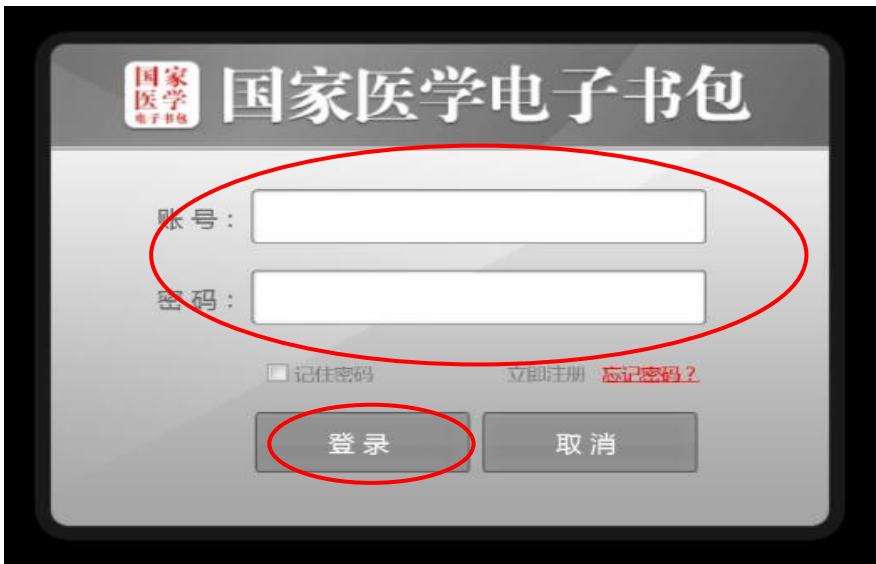 国家
医学
电子书包
国家医学电子书包
账号：
密码：
记住密码 立即注册 忘记密码？
登录 取消